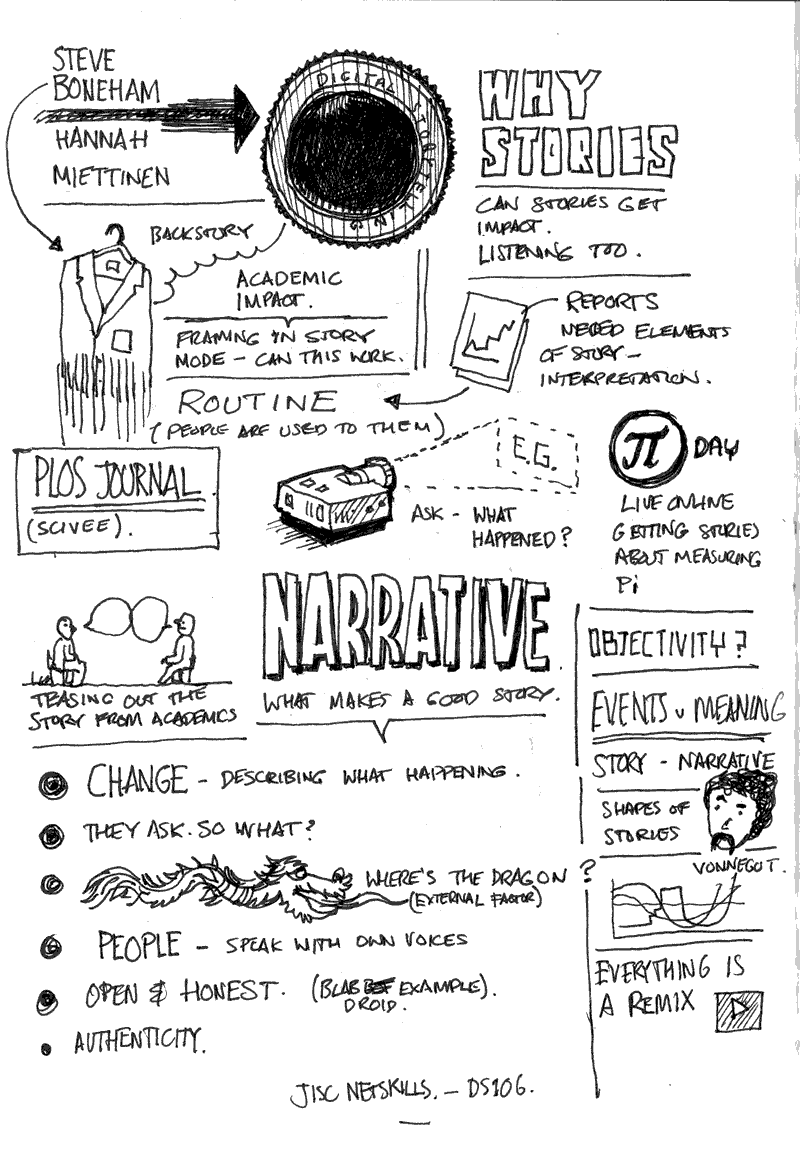 STEVE
BONEHAM
HANNAH
MIETTINEN
DIGITAL STORYTELLING
WHY
STORIES
CAN STORIES GET
IMPACT.
LISTENING TOO.
BACKSTORY
ACADEMIC
IMPACT.
FRAMING IN STORY
MODE - CAN THIS WORK.
REPORTS
NEEDED ELEMENTS
OF STORY -
INTERPRETATION.
ROUTINE
(PEOPLE ARE USED TO THEM)
PLOS JOURNAL.
(SCIVEE).
E.G.
ASK - WHAT
HAPPENED?
π DAY
LIVE ONLINE
GETTING STORIES
ABOUT MEASURING
Pi
TEASING OUT THE
STORY FROM ACADEMICS
NARRATIVE.
WHAT MAKES A GOOD STORY.
CHANGE - DESCRIBING WHAT HAPPENING.
THEY ASK. SO WHAT?
WHERE'S THE DRAGON?
(EXTERNAL FACTOR)
PEOPLE - SPEAK WITH OWN VOICES
OPEN & HONEST. (BLAB EXAMPLE).
DROID.
AUTHENTICITY.
OBJECTIVITY?
EVENTS v MEANING
STORY - NARRATIVE
SHAPES OF
STORIES
VONNEGUT.
EVERYTHING IS
A REMIX
JISC NETSKILLS. - DS106.